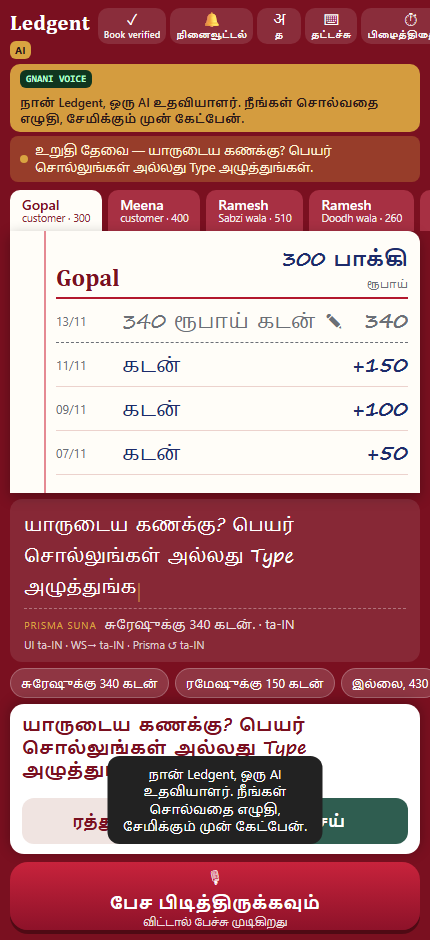 Ledgent
AI
Book verified
நினைவூட்டல்
அ
த
தட்டச்சு
GNANI VOICE
நான் Ledgent, ஒரு AI உதவியாளர். நீங்கள் சொல்வதை
எழுதி, சேமிக்கும் முன் கேட்பேன்.
உறுதி தேவை — யாருடைய கணக்கு? பெயர்
சொல்லுங்கள் அல்லது Type அழுத்துங்கள்.
Gopal
customer · 300
Meena
customer · 400
Ramesh
Sabzi wala · 510
Ramesh
Doodh wala · 260
Gopal
300 பாக்கி
ரூபாய்
13/11 340 ரூபாய் கடன் 340
11/11 கடன் +150
09/11 கடன் +100
07/11 கடன் +50
யாருடைய கணக்கு? பெயர்
சொல்லுங்கள் அல்லது Type
அழுத்துங்க
PRISMA SUNA சுரேஷுக்கு 340 கடன். · ta-IN
UI ta-IN · WS→ ta-IN · Prisma ↺ ta-IN
சுரேஷுக்கு 340 கடன்
ரமேஷுக்கு 150 கடன்
இல்லை, 430
யாருடைய கணக்கு? பெயர்
சொல்லுங்கள் அல்லது Type
நான் Ledgent, ஒரு AI
உதவியாளர். நீங்கள்
சொல்வதை எழுதி,
சேமிக்கும் முன் கேட்பேன்.
பேச பிடித்திருக்கவும்
விட்டால் பேச்சு முடிகிறது